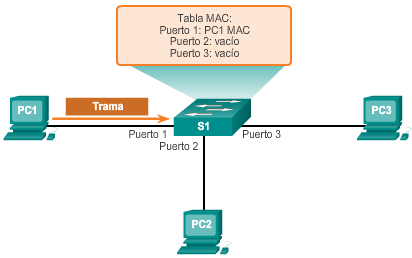 Tabla MAC:
Puerto 1: PC1 MAC
Puerto 2: vacío
Puerto 3: vacío
PC1
Trama
PC3
Puerto 1
S1
Puerto 3
Puerto 2
PC2